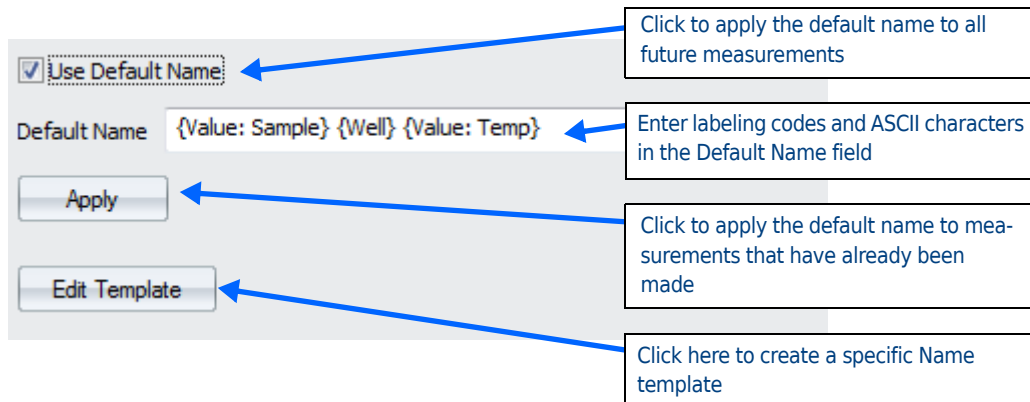 Click to apply the default name to all
future measurements
Use Default Name
Default Name
{Value: Sample} {Well} {Value: Temp}
Enter labeling codes and ASCII characters
in the Default Name field
Apply
Click to apply the default name to mea-
surements that have already been
made
Edit Template
Click here to create a specific Name
template